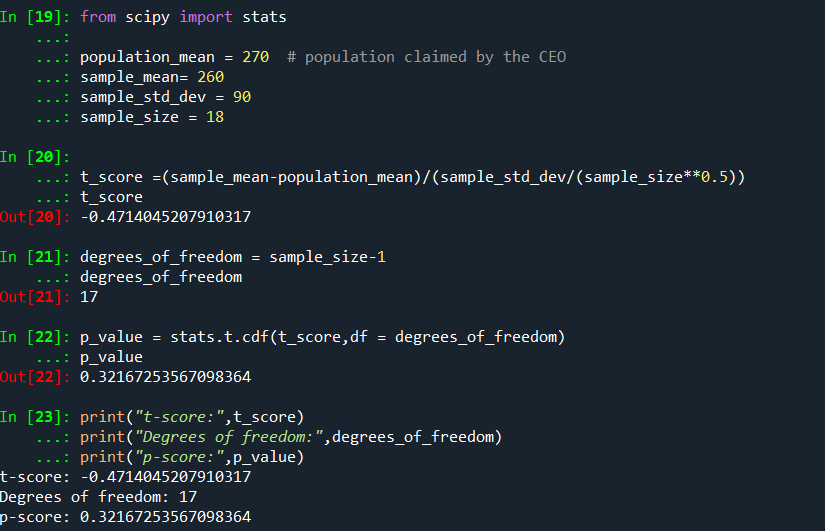 In [19]: from scipy import stats
...:
...: population_mean = 270  # population claimed by the CEO
...: sample_mean= 260
...: sample_std_dev = 90
...: sample_size = 18
In [20]:
...: t_score =(sample_mean-population_mean)/(sample_std_dev/(sample_size**0.5))
...: t_score
Out[20]: -0.4714045207910317
In [21]: degrees_of_freedom = sample_size-1
...: degrees_of_freedom
Out[21]: 17
In [22]: p_value = stats.t.cdf(t_score,df = degrees_of_freedom)
...: p_value
Out[22]: 0.32167253567098364
In [23]: print("t-score:",t_score)
...: print("Degrees of freedom:",degrees_of_freedom)
...: print("p-score:",p_value)
t-score: -0.4714045207910317
Degrees of freedom: 17
p-score: 0.32167253567098364